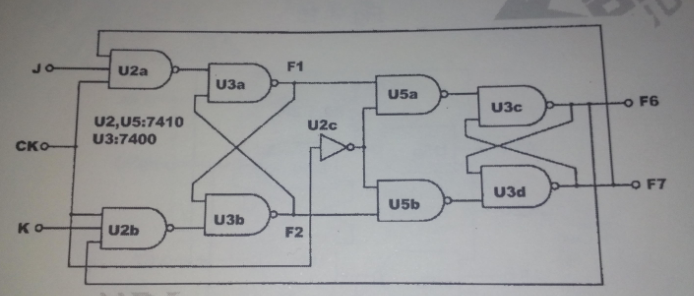 J
U2a
U3a
F1
U5a
U3c
F6
U2,U5:7410
U3:7400
U2c
CK
K
U2b
U3b
F2
U5b
U3d
F7